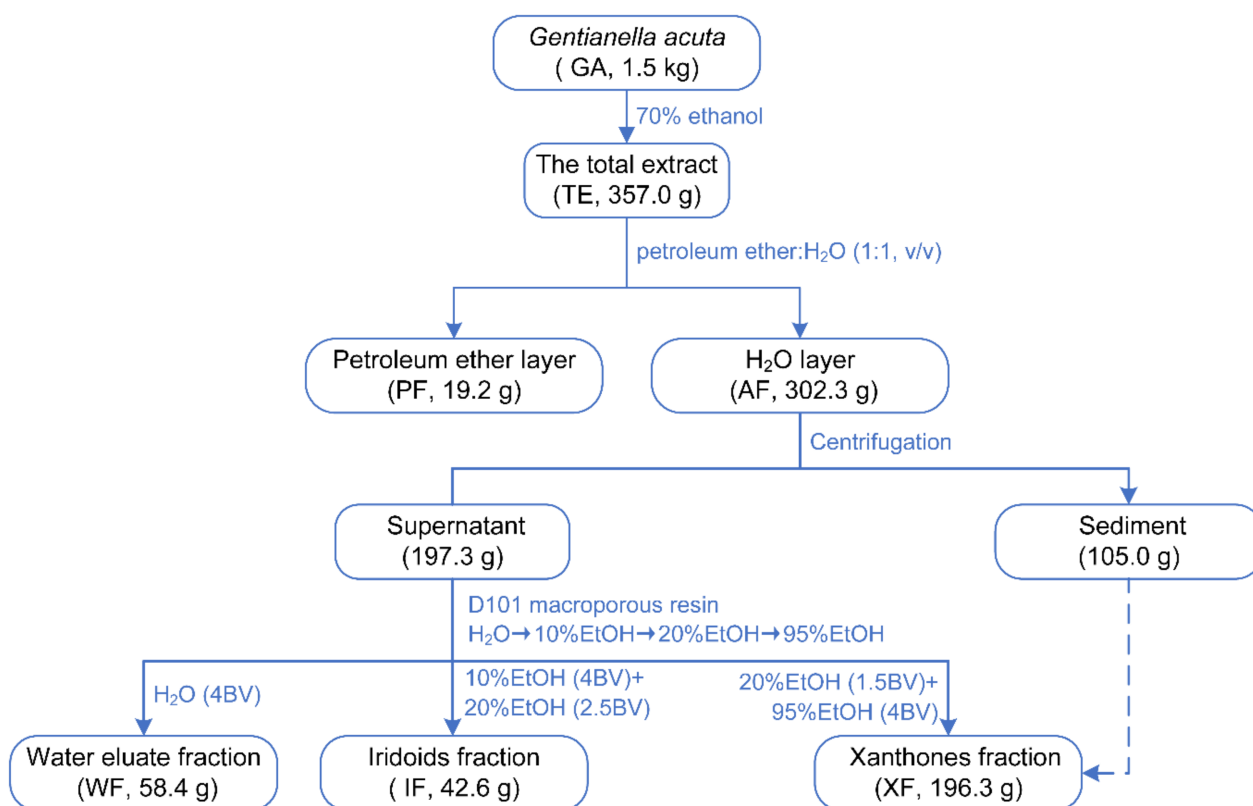 Gentianella acuta
( GA, 1.5 kg)
70% ethanol
The total extract
(TE, 357.0 g)
petroleum ether:H₂O (1:1, v/v)
Petroleum ether layer
(PF, 19.2 g)
H₂O layer
(AF, 302.3 g)
Centrifugation
Supernatant
(197.3 g)
Sediment
(105.0 g)
D101 macroporous resin
H₂O→10%EtOH→20%EtOH→95%EtOH
H₂O (4BV)
10%EtOH (4BV)+
20%EtOH (2.5BV)
20%EtOH (1.5BV)+
95%EtOH (4BV)
Water eluate fraction
(WF, 58.4 g)
Iridoids fraction
( IF, 42.6 g)
Xanthones fraction
(XF, 196.3 g)